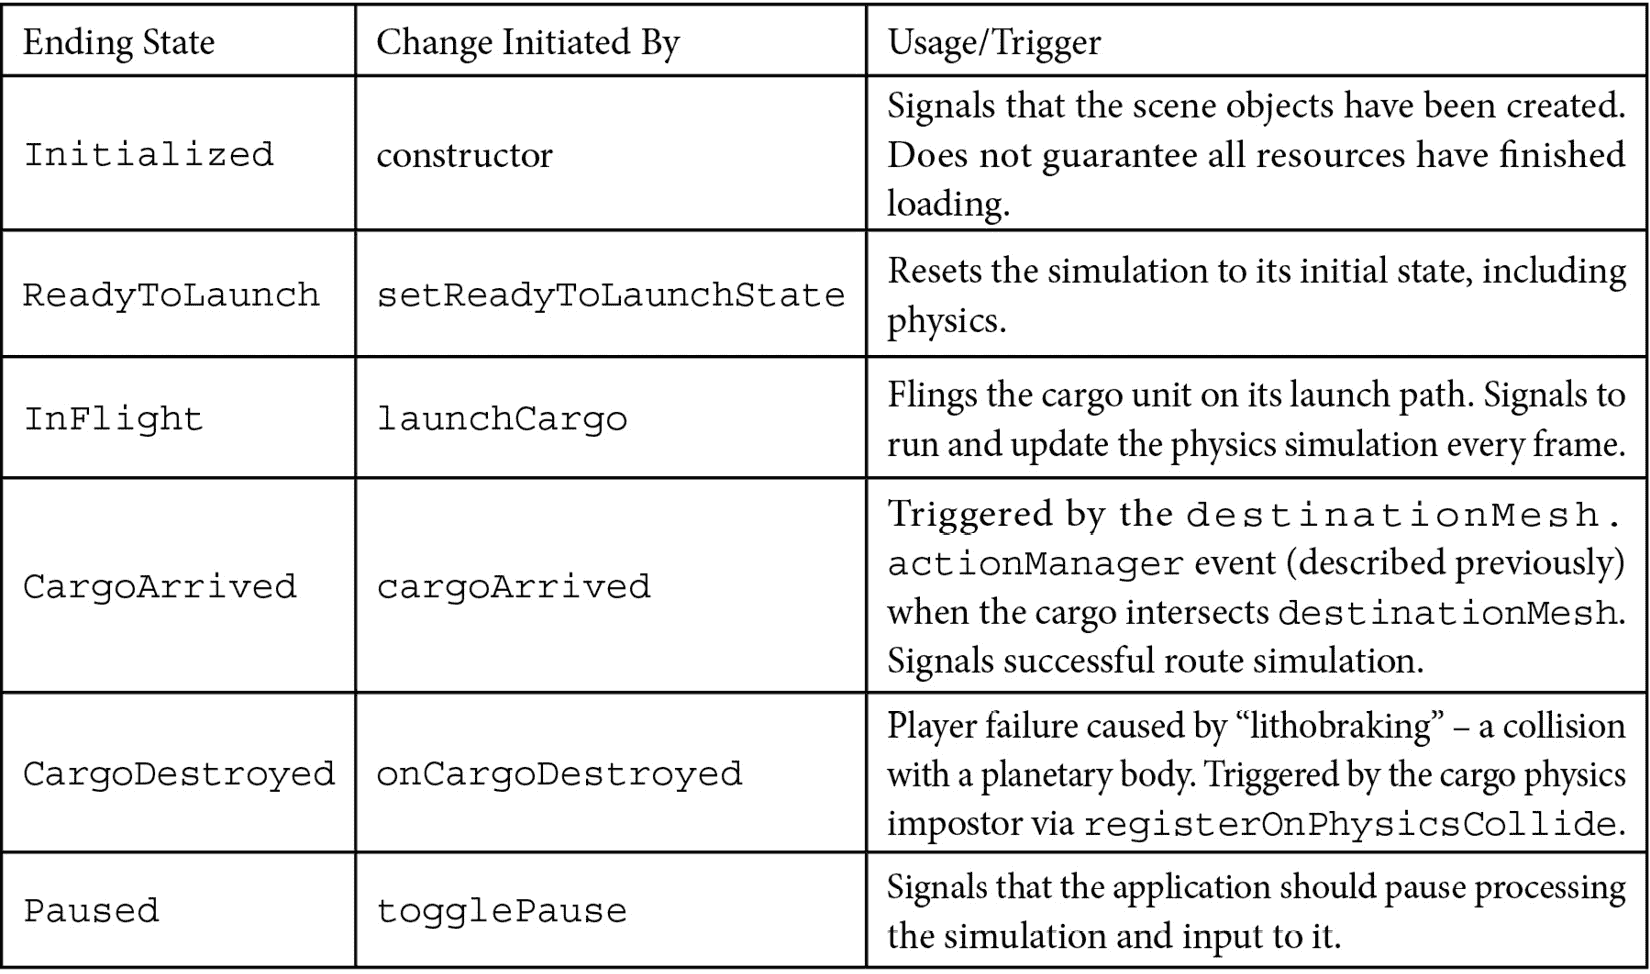 Ending State
Change Initiated By
Usage/Trigger
Initialized
constructor
Signals that the scene objects have been created.
Does not guarantee all resources have finished
loading.
ReadyToLaunch
setReadyToLaunchState
Resets the simulation to its initial state, including
physics.
InFlight
launchCargo
Flings the cargo unit on its launch path. Signals to
run and update the physics simulation every frame.
CargoArrived
cargoArrived
Triggered by the destinationMesh.
actionManager event (described previously)
when the cargo intersects destinationMesh.
Signals successful route simulation.
CargoDestroyed
onCargoDestroyed
Player failure caused by “lithobraking” – a collision
with a planetary body. Triggered by the cargo physics
impostor via registerOnPhysicsCollide.
Paused
togglePause
Signals that the application should pause processing
the simulation and input to it.